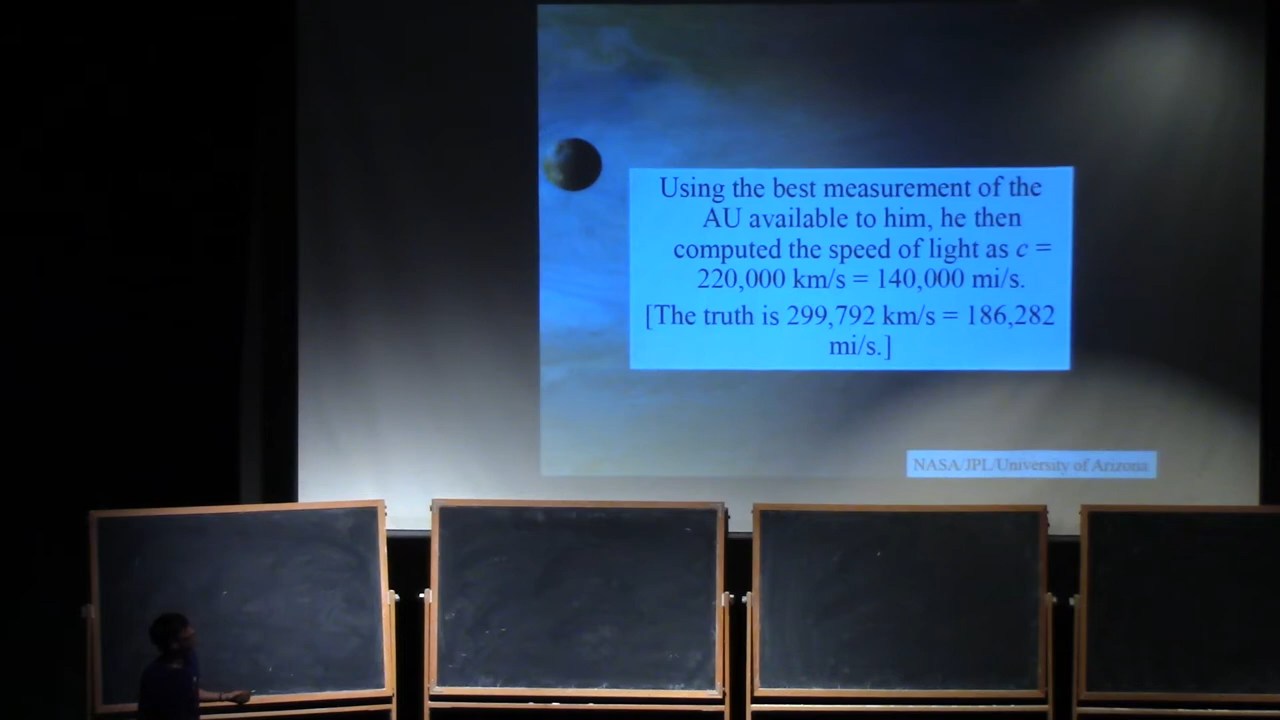 Using the best measurement of the
AU available to him, he then
computed the speed of light as c =
220,000 km/s = 140,000 mi/s.
[The truth is 299,792 km/s = 186,282
mi/s.]
NASA/JPL/University of Arizona